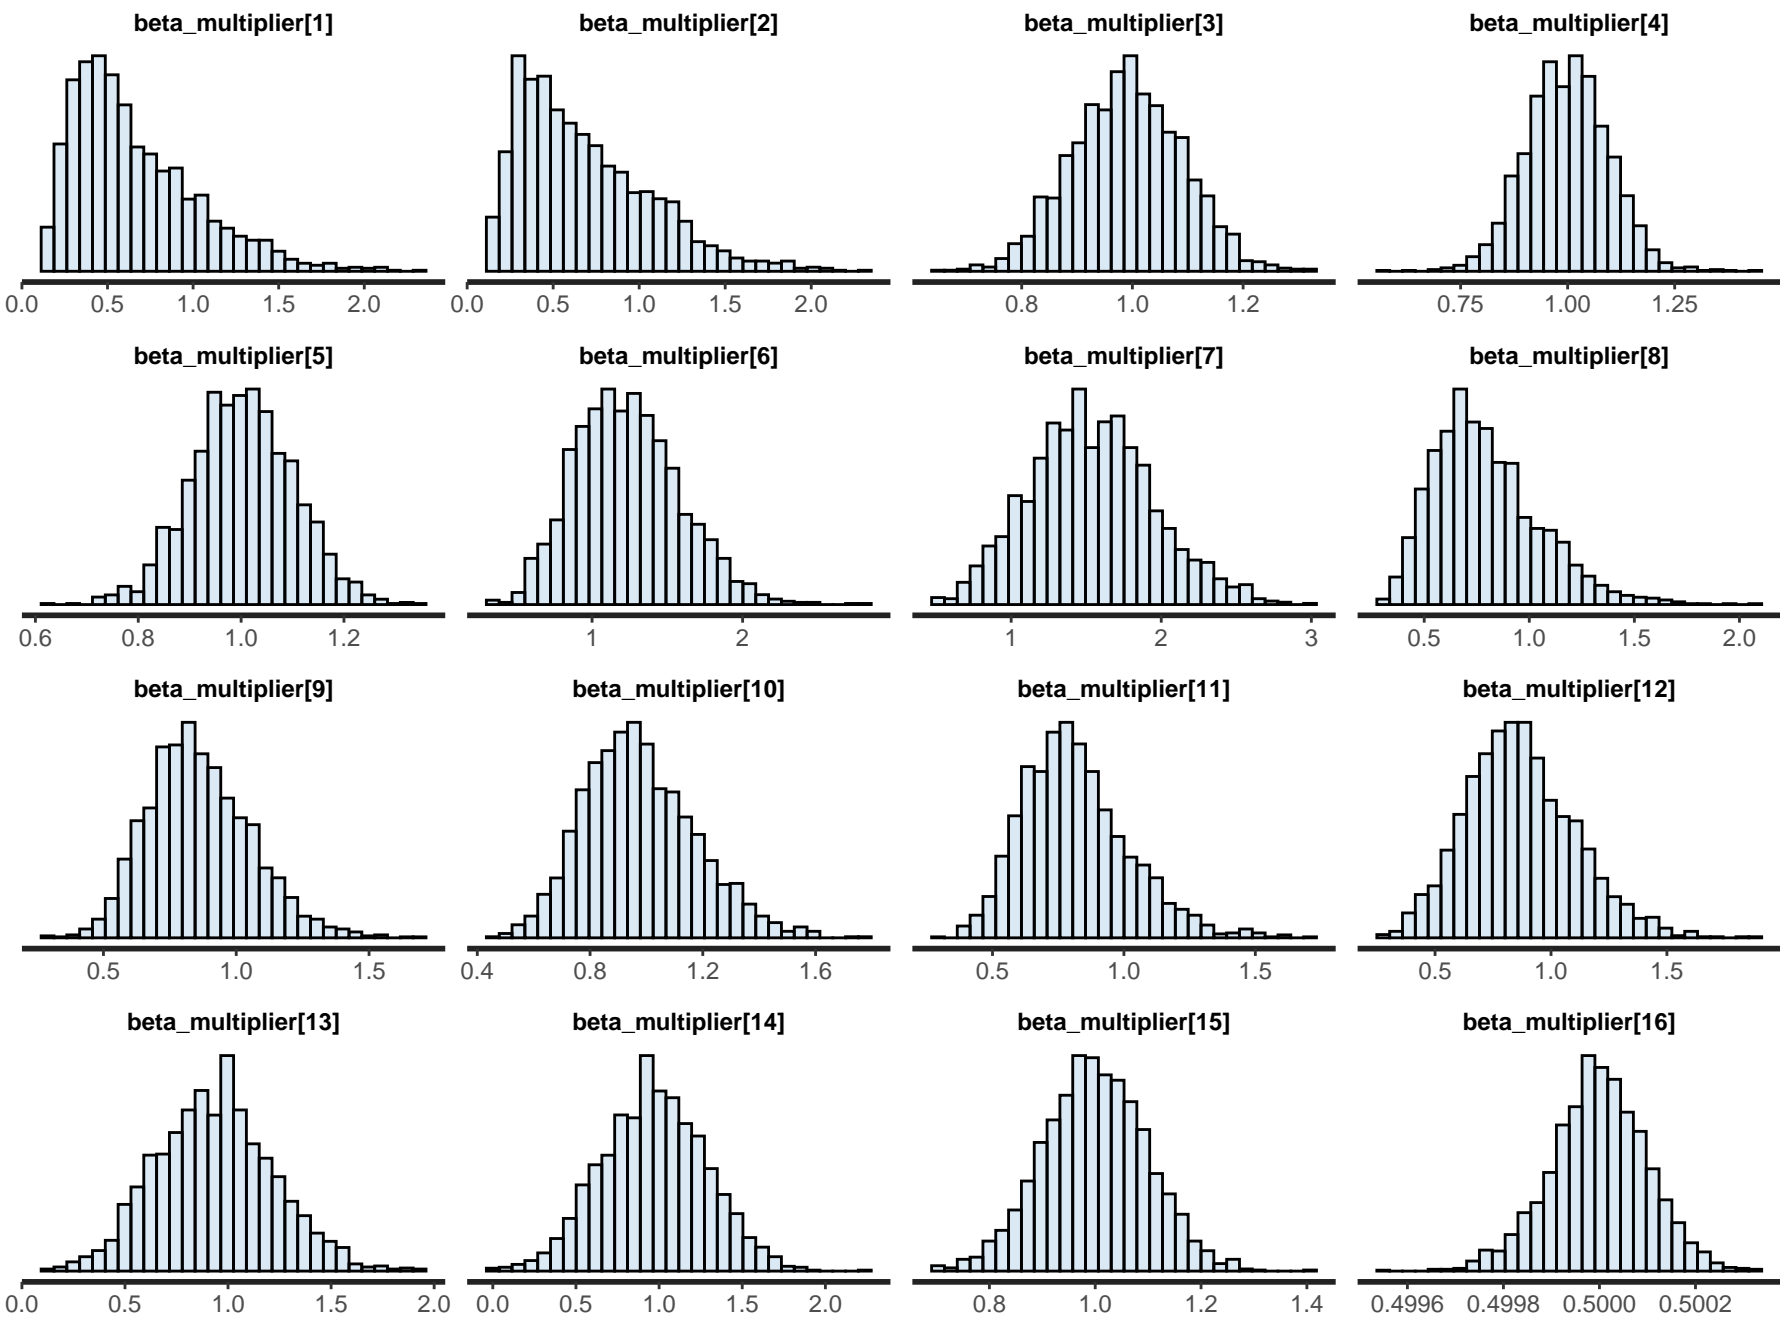 beta_multiplier[1] beta_multiplier[2] beta_multiplier[3] beta_multiplier[4]
0.0 0.5 1.0 1.5 2.0 0.0 0.5 1.0 1.5 2.0 0.8 1.0 1.2 0.75 1.00 1.25
beta_multiplier[5] beta_multiplier[6] beta_multiplier[7] beta_multiplier[8]
0.6 0.8 1.0 1.2 1 2 1 2 3 0.5 1.0 1.5 2.0
beta_multiplier[9] beta_multiplier[10] beta_multiplier[11] beta_multiplier[12]
0.5 1.0 1.5 0.4 0.8 1.2 1.6 0.5 1.0 1.5 0.5 1.0 1.5
beta_multiplier[13] beta_multiplier[14] beta_multiplier[15] beta_multiplier[16]
0.0 0.5 1.0 1.5 2.0 0.0 0.5 1.0 1.5 2.0 0.8 1.0 1.2 1.4 0.4996 0.4998 0.5000 0.5002